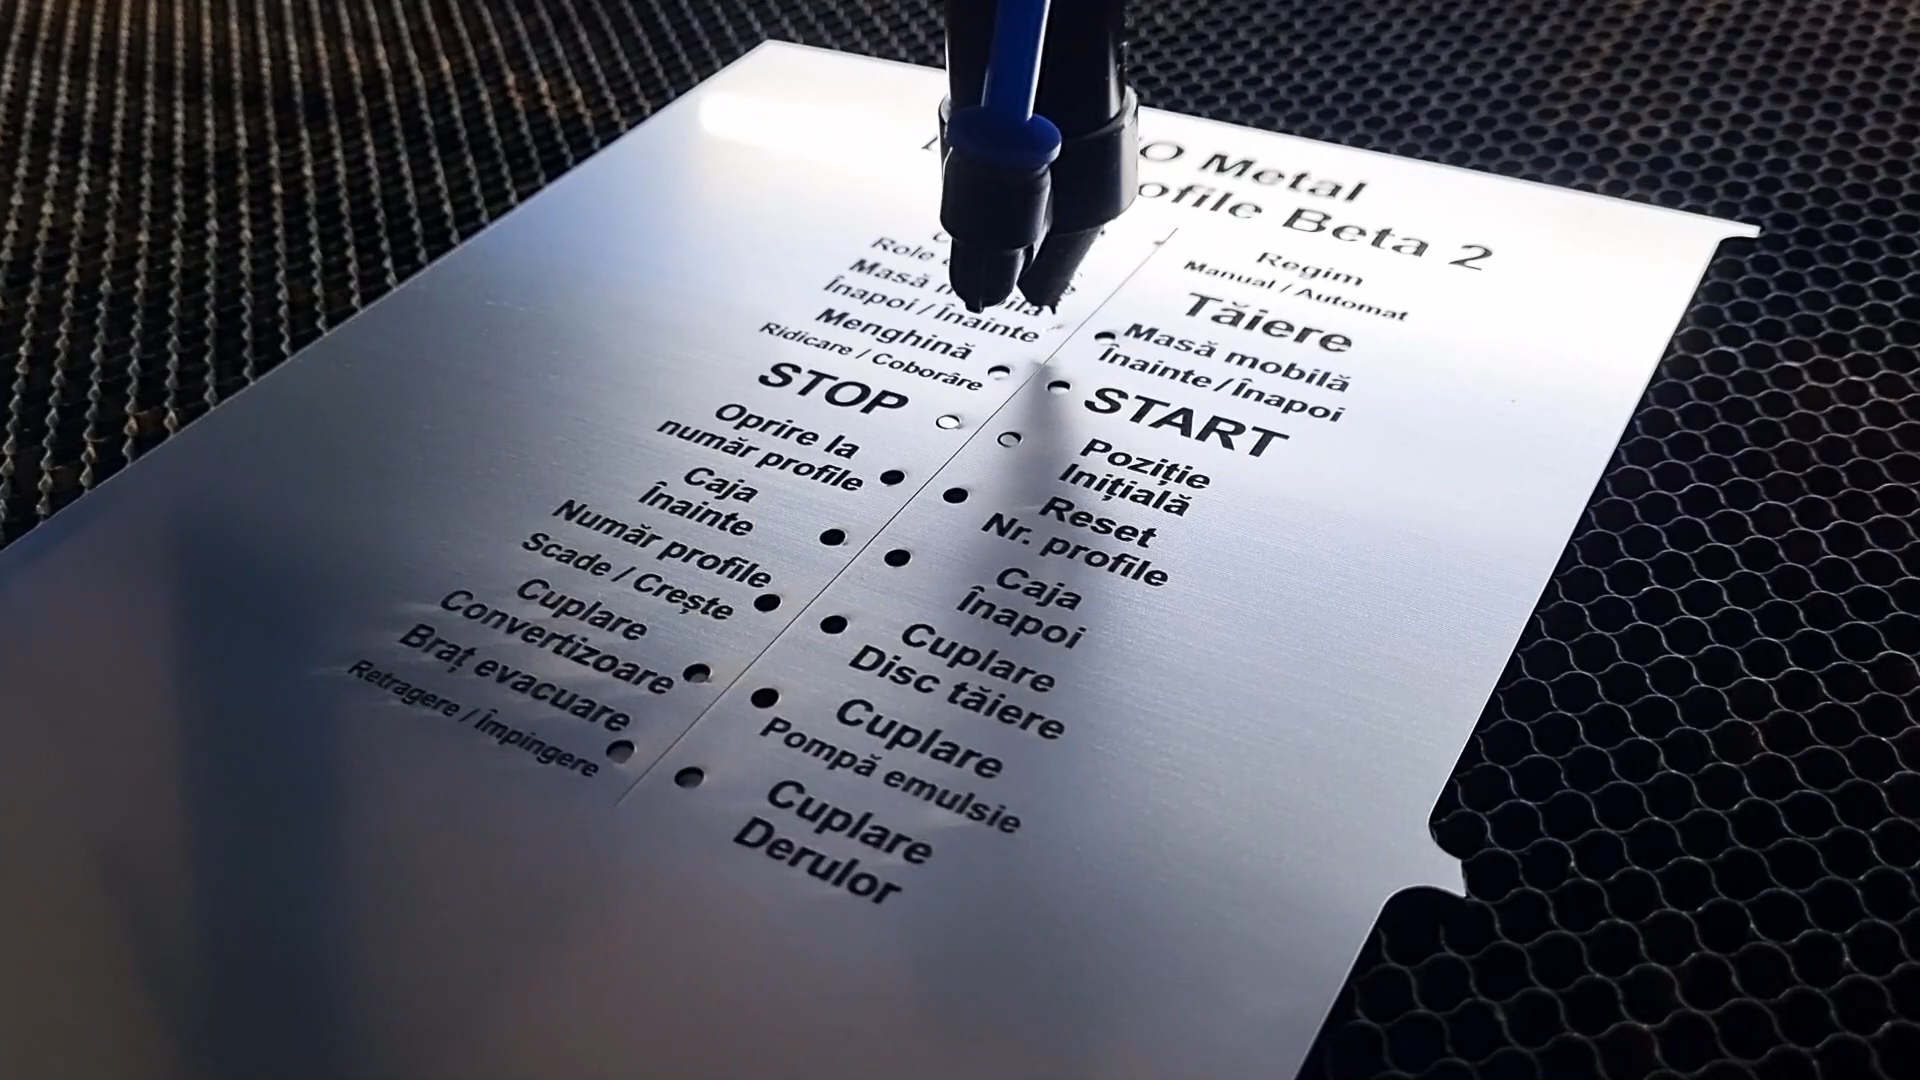 Metal
Beta 2
Role
Masă
Înapoi / Înainte
Menghină
Ridicare / Coborâre
STOP
Oprire la
număr profile
Caja
Înainte
Număr profile
Scade / Crește
Cuplare
Convertizoare
Braț evacuare
Retragere / Împingere
Regim
Manual / Automat
Tăiere
Masă mobilă
Înainte / Înapoi
START
Poziție
Inițială
Reset
Nr. profile
Caja
Înapoi
Cuplare
Disc tăiere
Cuplare
Pompă emulsie
Cuplare
Derulor